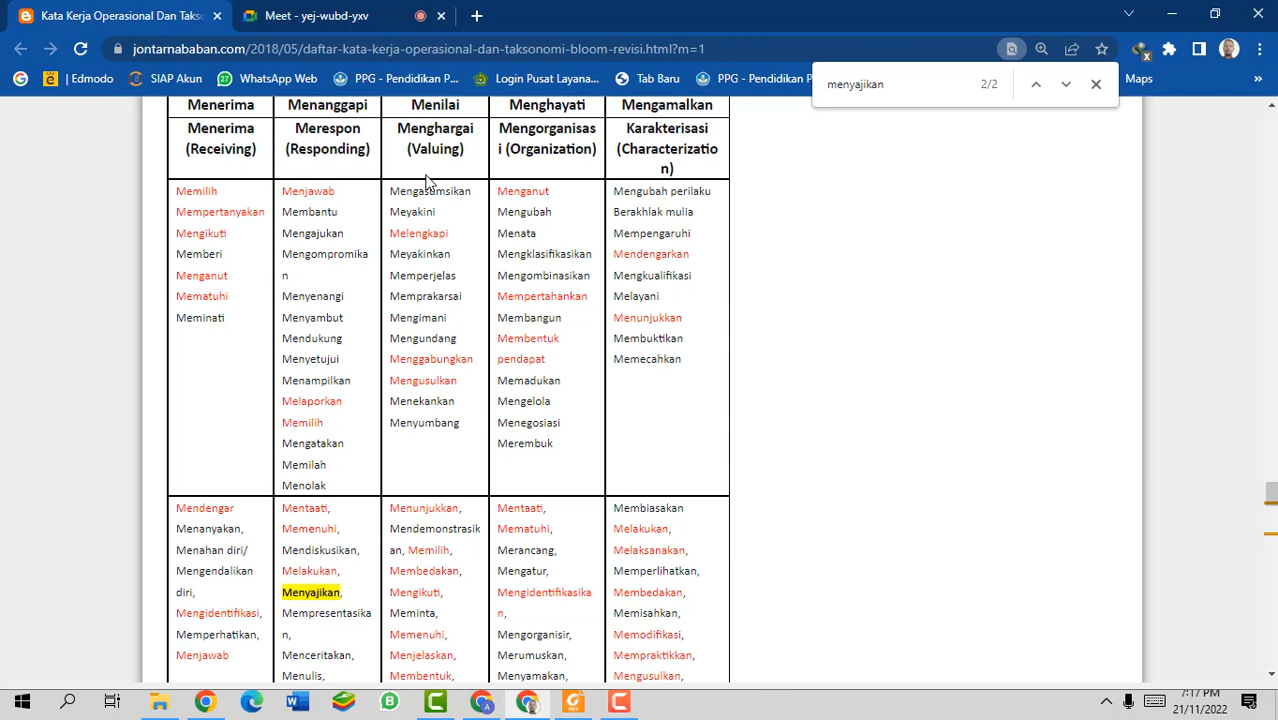 Kata Kerja Operasional Dan Takso
Meet - yej-wubd-yxv
jontarnababan.com/2018/05/daftar-kata-kerja-operasional-dan-taksonomi-bloom-revisi.html?m=1
| Edmodo
SIAP Akun
27
WhatsApp Web
PPG - Pendidikan P...
Login Pusat Layana...
Tab Baru
PPG - Pendidikan P
Maps
»
menyajikan
2/2
Menerima Menanggapi Menilai Menghayati Mengamalkan
Menerima Merespon Menghargai Mengorganisas Karakterisasi
(Receiving) (Responding) (Valuing) i (Organization) (Characterizatio
n)
Memilih
Mempertanyakan
Mengikuti
Memberi
Menganut
Mematuhi
Meminati
Menjawab
Membantu
Mengajukan
Mengompromika
n
Menyenangi
Menyambut
Mendukung
Menyetujui
Menampilkan
Melaporkan
Memilih
Mengatakan
Memilah
Menolak
Mengasumsikan
Meyakini
Melengkapi
Meyakinkan
Memperjelas
Memprakarsai
Mengimani
Mengundang
Menggabungkan
Mengusulkan
Menekankan
Menyumbang
Menganut
Mengubah
Menata
Mengklasifikasikan
Mengombinasikan
Mempertahankan
Membangun
Membentuk
pendapat
Memadukan
Mengelola
Menegosiasi
Merembuk
Mengubah perilaku
Berakhlak mulia
Mempengaruhi
Mendengarkan
Mengkualifikasi
Melayani
Menunjukkan
Membuktikan
Memecahkan
Mendengar
Menanyakan,
Menahan diri/
Mengendalikan
diri,
Mengidentifikasi,
Memperhatikan,
Menjawab
Mentaati,
Memenuhi,
Mendiskusikan,
Melakukan,
Menyajikan,
Mempresentasika
n,
Menceritakan,
Menulis,
Menunjukkan,
Mendemonstrasik
an, Memilih,
Membedakan,
Mengikuti,
Meminta,
Memenuhi,
Menjelaskan,
Membentuk,
Mentaati,
Mematuhi,
Merancang,
Mengatur,
Mengidentifikasika
n,
Mengorganisir,
Merumuskan,
Menyamakan,
Membiasakan
Melakukan,
Melaksanakan,
Memperlihatkan,
Membedakan,
Memisahkan,
Memodifikasi,
Mempraktikkan,
Mengusulkan,
7:17 PM
21/11/2022